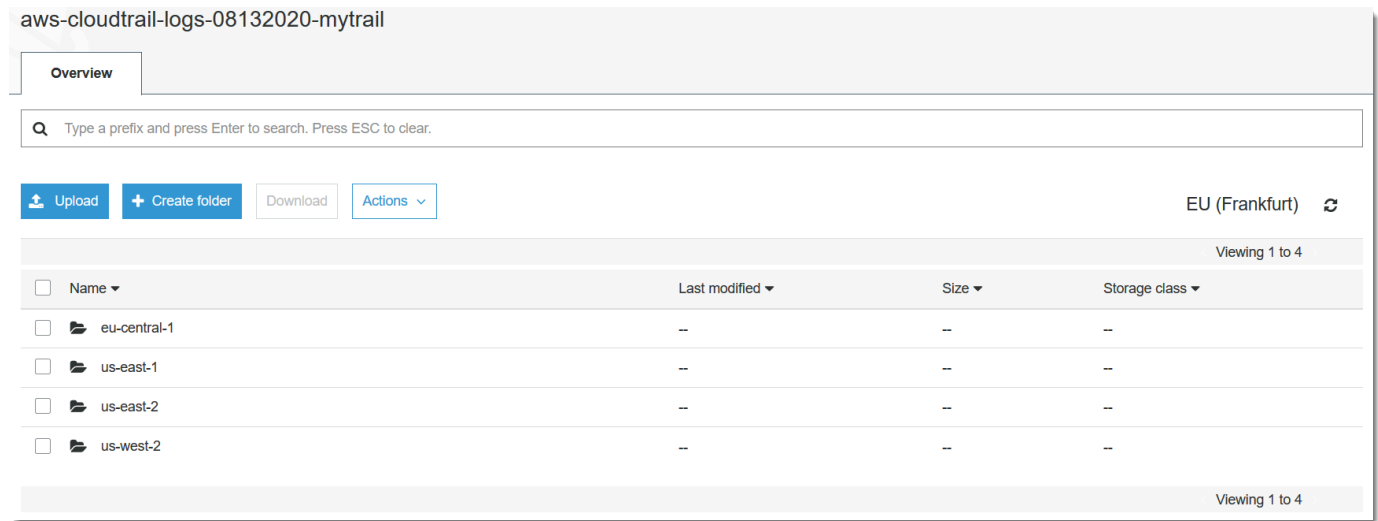 aws-cloudtrail-logs-08132020-mytrail
Overview
Type a prefix and press Enter to search. Press ESC to clear.
Upload Create folder Download Actions EU (Frankfurt)
Viewing 1 to 4
Name Last modified Size Storage class
eu-central-1 -- -- --
us-east-1 -- -- --
us-east-2 -- -- --
us-west-2 -- -- --
Viewing 1 to 4